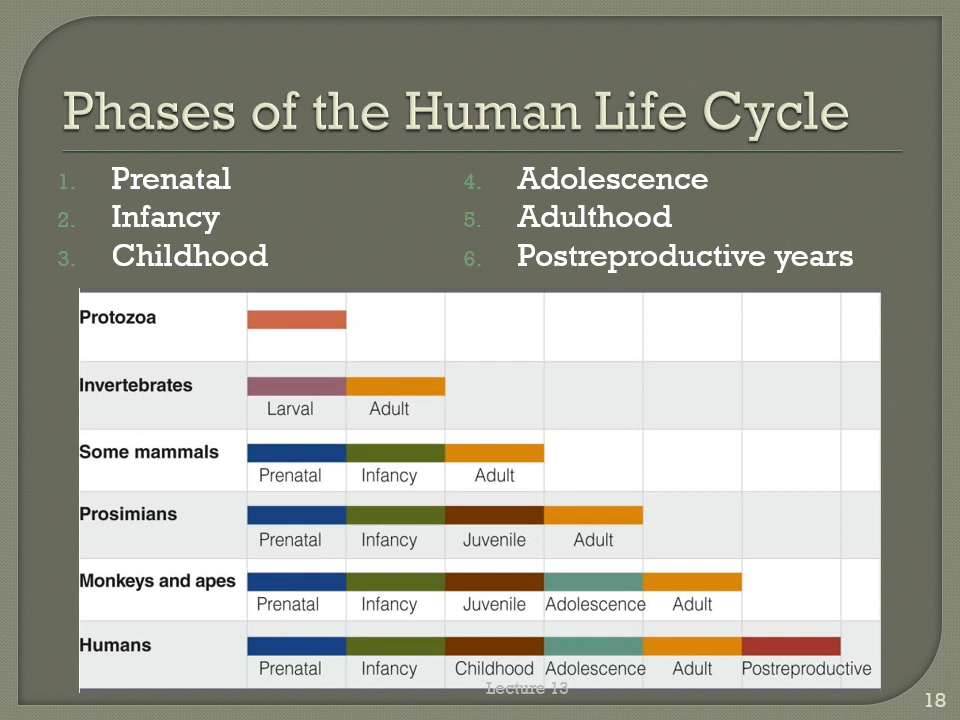 Phases of the Human Life Cycle
1. Prenatal
2. Infancy
3. Childhood
4. Adolescence
5. Adulthood
6. Postreproductive years
Protozoa
Invertebrates
Larval Adult
Some mammals
Prenatal Infancy Adult
Prosimians
Prenatal Infancy Juvenile Adult
Monkeys and apes
Prenatal Infancy Juvenile Adolescence Adult
Humans
Prenatal Infancy Childhood Adolescence Adult Postreproductive
Lecture 13
18